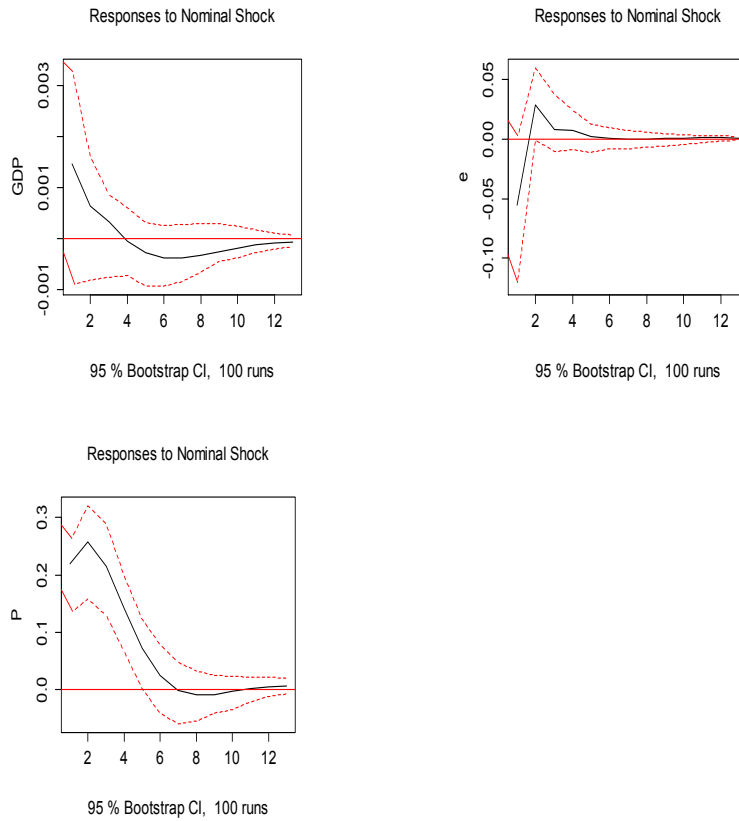 Responses to Nominal Shock
GDP
0.003
0.001
-0.001
2 4 6 8 10 12
95 % Bootstrap CI, 100 runs
Responses to Nominal Shock
e
0.05
0.00
-0.05
-0.10
2 4 6 8 10 12
95 % Bootstrap CI, 100 runs
Responses to Nominal Shock
P
0.3
0.2
0.1
0.0
2 4 6 8 10 12
95 % Bootstrap CI, 100 runs